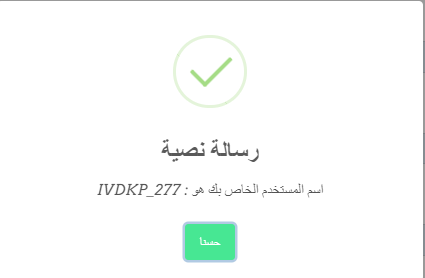 رسالة نصية
اسم المستخدم الخاص بك هو : IVDKP_277
حسنا